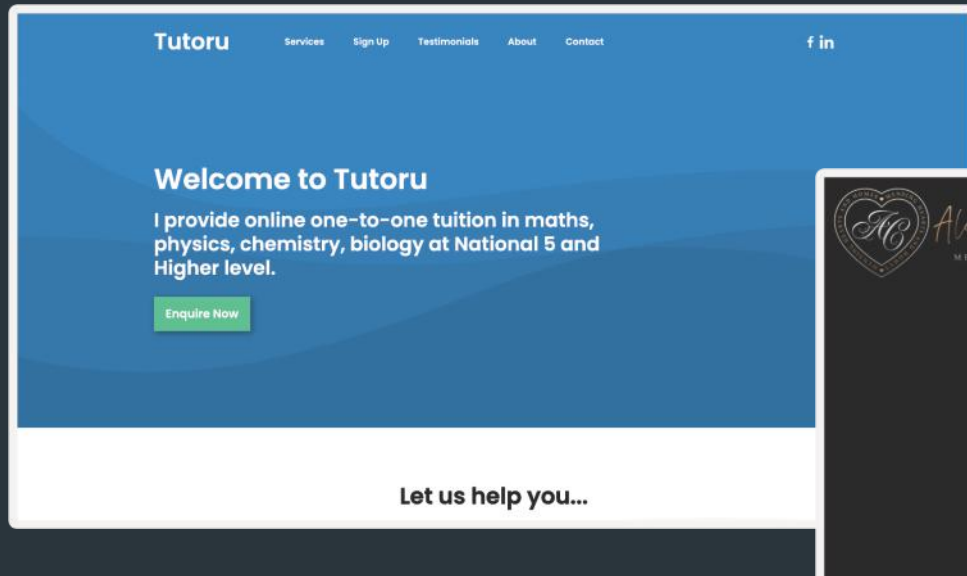 Tutoru
Services Sign Up Testimonials About Contact
f in
Welcome to Tutoru
I provide online one-to-one tuition in maths,
physics, chemistry, biology at National 5 and
Higher level.
Enquire Now
Let us help you...
AC